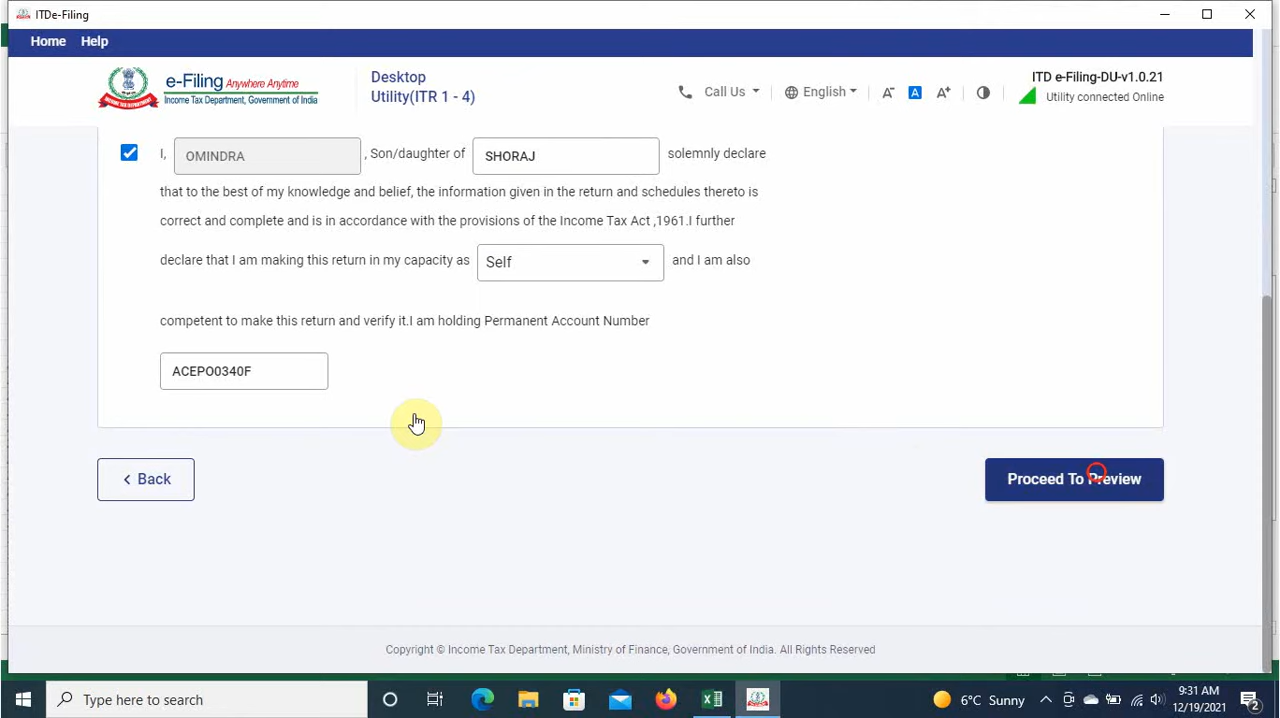 ITDe-Filing
Home Help
e-Filing Anywhere Anytime
Income Tax Department, Government of India
Desktop
Utility(ITR 1 - 4)
Call Us
English
A-
A
A+
ITD e-Filing-DU-v1.0.21
Utility connected Online
I, OMINDRA , Son/daughter of SHORAJ solemnly declare
that to the best of my knowledge and belief, the information given in the return and schedules thereto is
correct and complete and is in accordance with the provisions of the Income Tax Act ,1961.I further
declare that I am making this return in my capacity as Self and I am also
competent to make this return and verify it.I am holding Permanent Account Number
ACEPO0340F
Back
Proceed To Preview
Copyright © Income Tax Department, Ministry of Finance, Government of India. All Rights Reserved
Type here to search
6°C Sunny
9:31 AM
12/19/2021
2